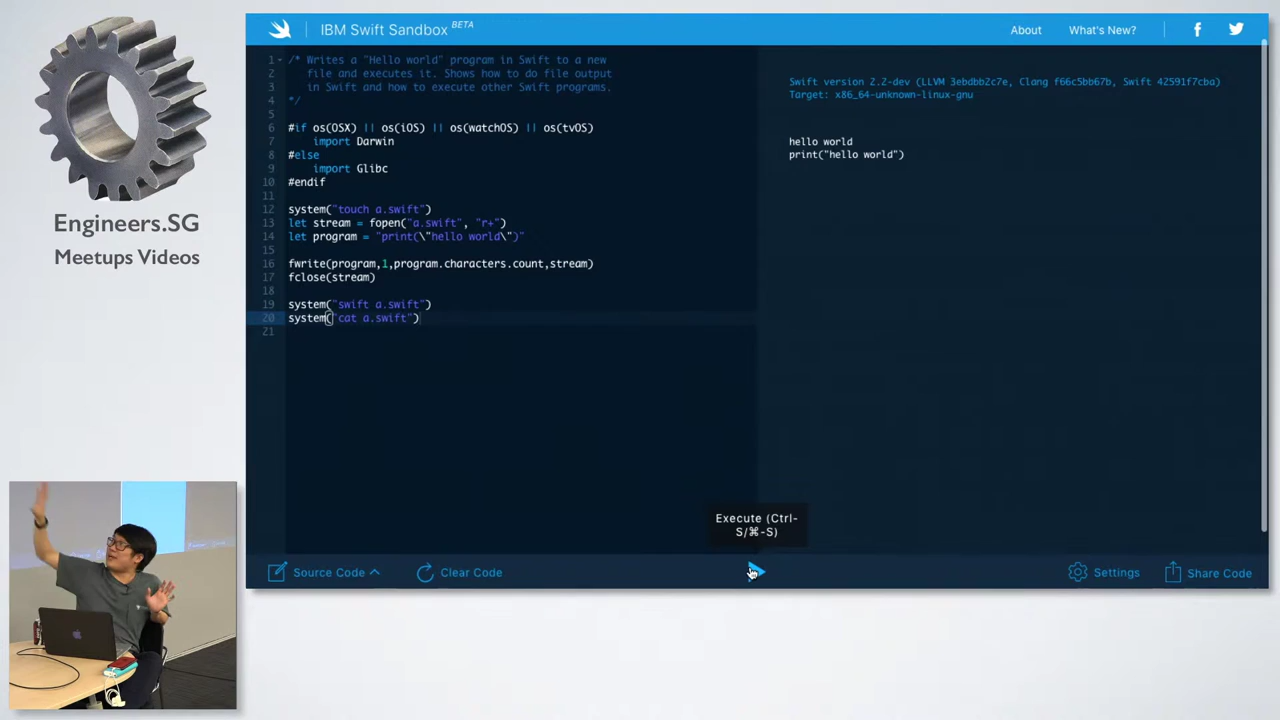 IBM Swift Sandbox BETA
About
What's New?
1 /* Writes a "Hello world" program in Swift to a new
2 file and executes it. Shows how to do file output
3 in Swift and how to execute other Swift programs.
4 */
5
6 #if os(OSX) || os(iOS) || os(watchOS) || os(tvOS)
7 import Darwin
8 #else
9 import Glibc
10 #endif
11
12 system("touch a.swift")
13 let stream = fopen("a.swift", "r+")
14 let program = "print(\"hello world\")"
15
16 fwrite(program,1,program.characters.count,stream)
17 fclose(stream)
18
19 system("swift a.swift")
20 system("cat a.swift")
21
Swift version 2.2-dev (LLVM 3ebdbb2c7e, Clang f66c5bb67b, Swift 42591f7cba)
Target: x86_64-unknown-linux-gnu
hello world
print("hello world")
Engineers.SG
Meetups Videos
Execute (Ctrl-
S/⌘-S)
Source Code
Clear Code
Settings
Share Code